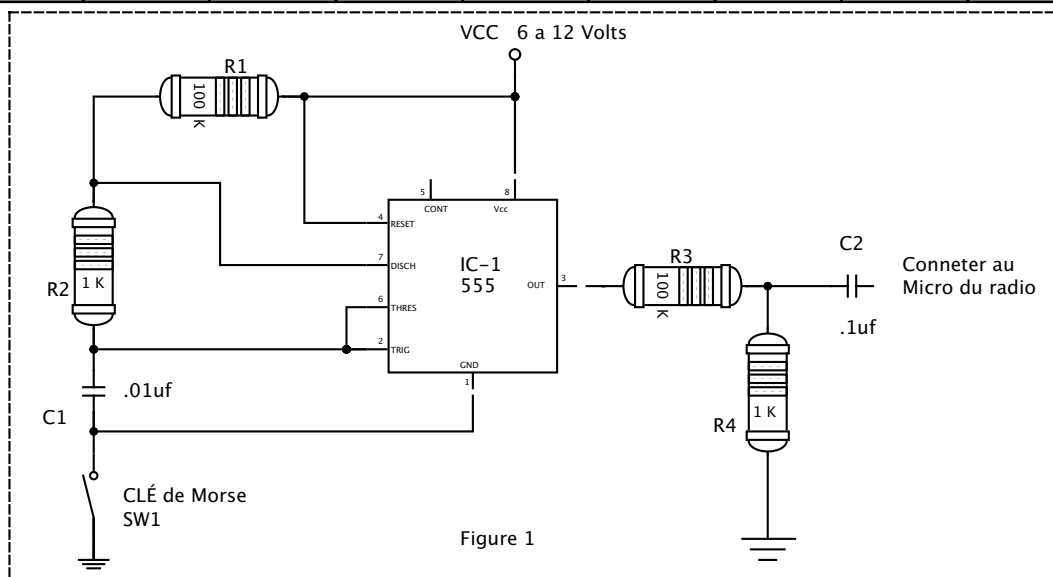 VCC 6 a 12 Volts
R1
100 K
5
CONT
8
Vcc
4
RESET
7
DISCH
6
THRES
2
TRIG
IC-1
555
OUT
3
GND
1
R2
1 K
.01uf
C1
CLÉ de Morse
SW1
R3
100 K
C2
.1uf
Conneter au
Micro du radio
R4
1 K
Figure 1